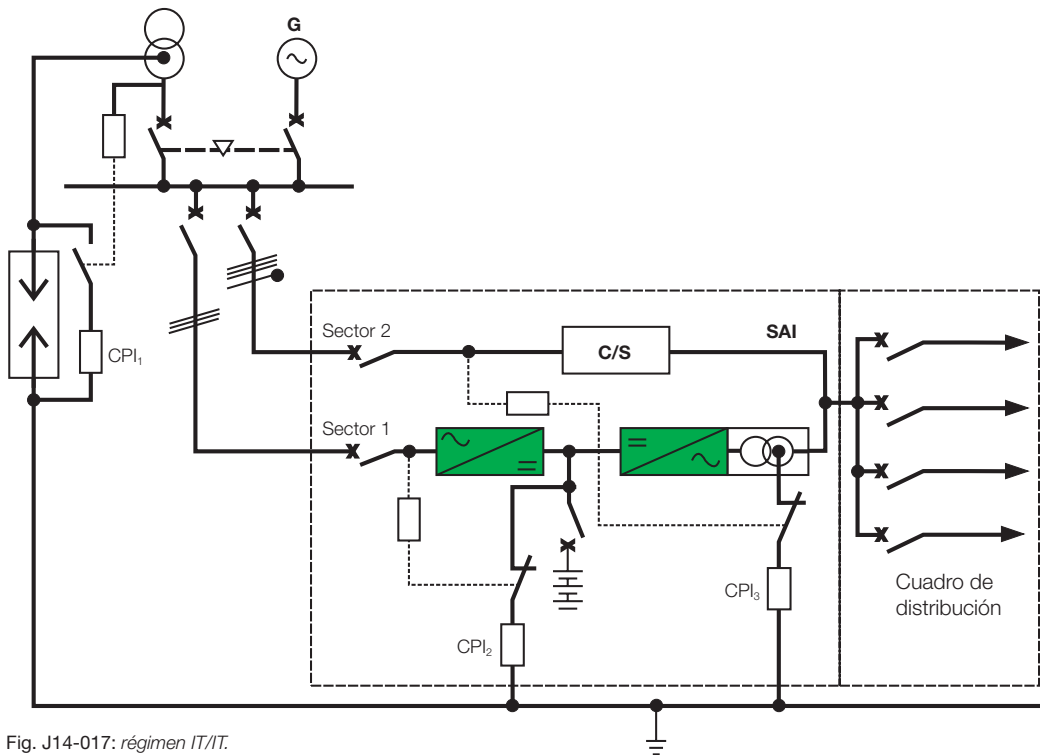 G
CPI₁
Sector 2
C/S
SAI
Sector 1
CPI₂
CPI₃
Cuadro de
distribución
Fig. J14-017: régimen IT/IT.